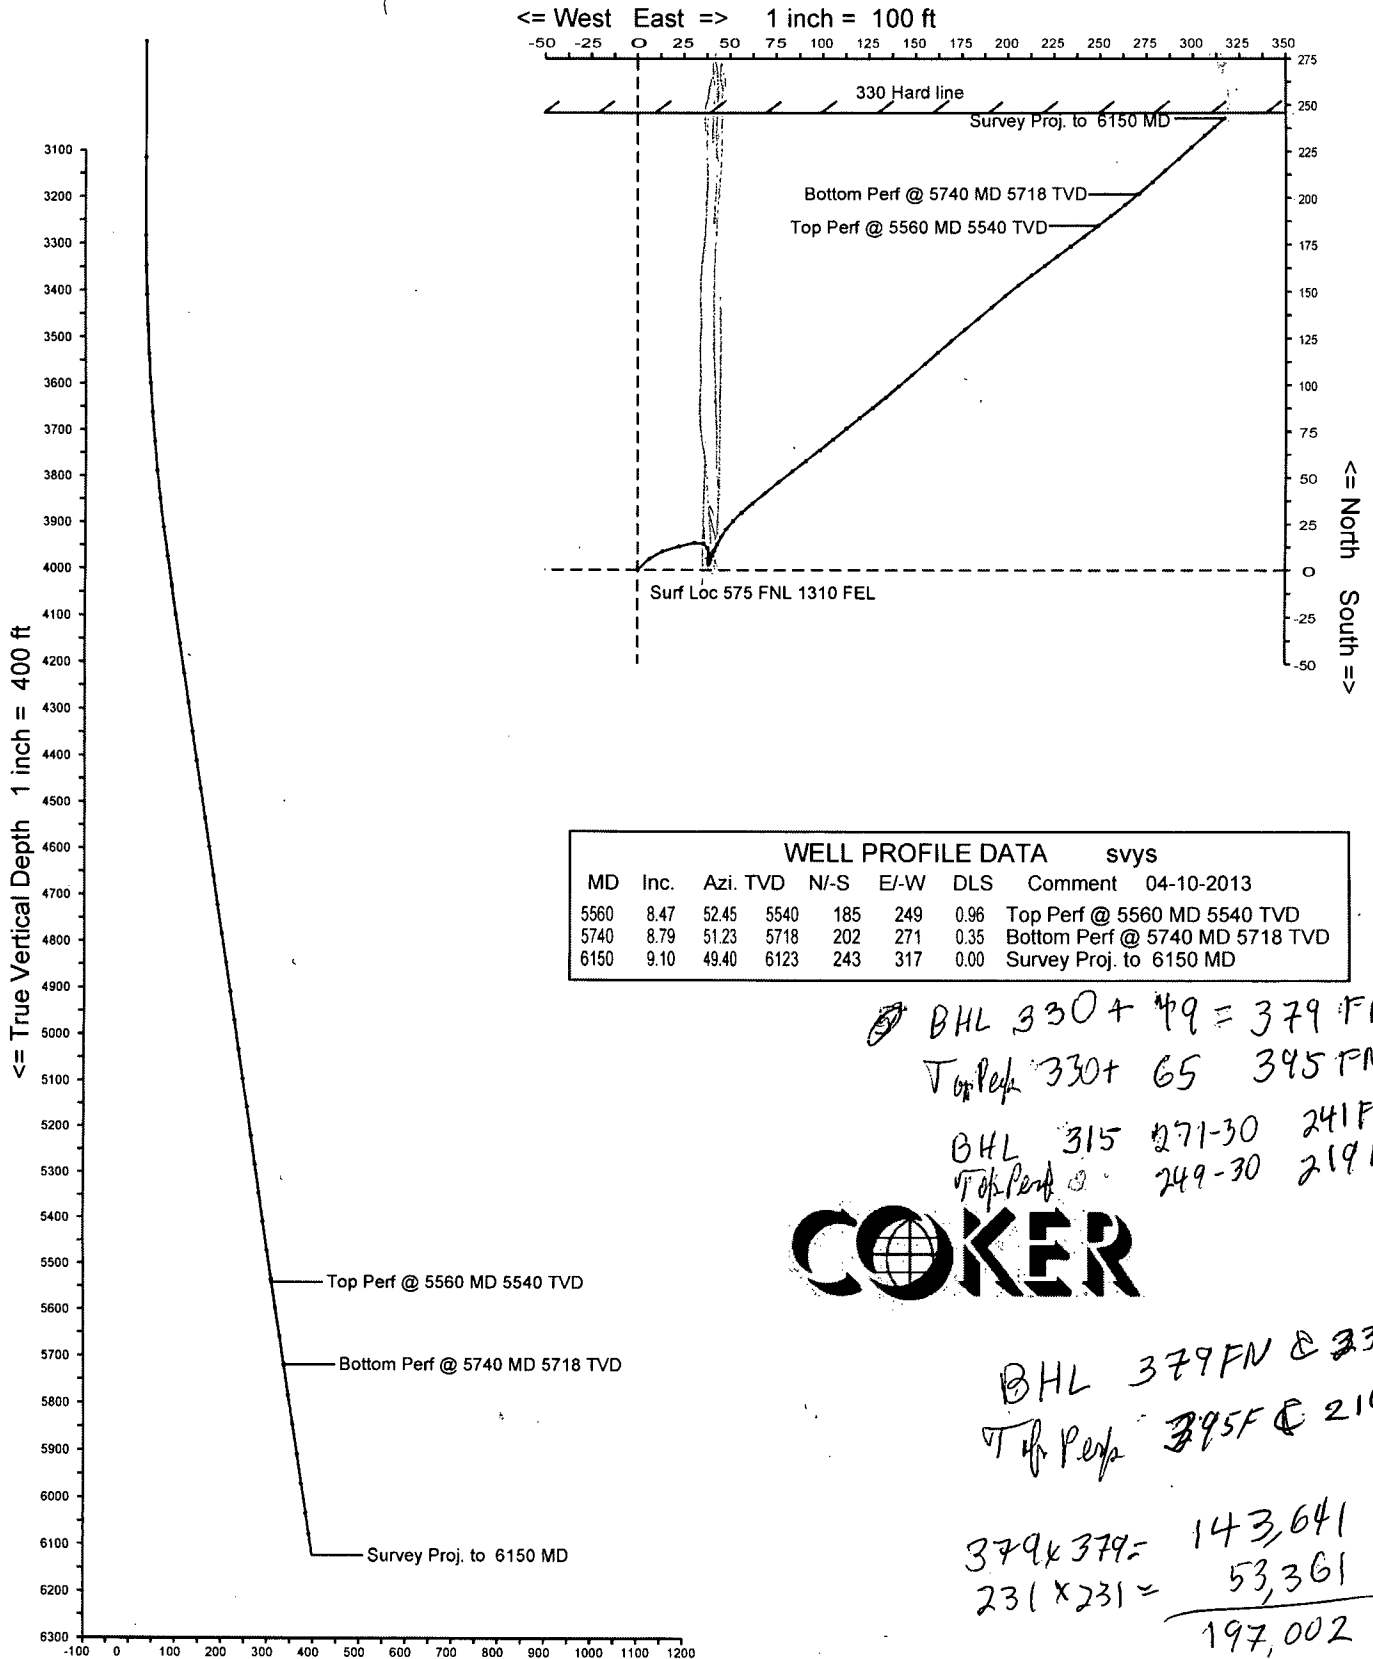 <= West East => 1 inch = 100 ft
-50 -25 0 25 50 75 100 125 150 175 200 225 250 275 300 325 350
275
250
225
200
175
150
125
100
75
50
25
0
-25
-50
<= North South =>
330 Hard line
Survey Proj. to 6150 MD
Bottom Perf @ 5740 MD 5718 TVD
Top Perf @ 5560 MD 5540 TVD
Surf Loc 575 FNL 1310 FEL
<= True Vertical Depth 1 inch = 400 ft
3100
3200
3300
3400
3500
3600
3700
3800
3900
4000
4100
4200
4300
4400
4500
4600
4700
4800
4900
5000
5100
5200
5300
5400
5500
5600
5700
5800
5900
6000
6100
6200
6300
-100 0 100 200 300 400 500 600 700 800 900 1000 1100 1200
Top Perf @ 5560 MD 5540 TVD
Bottom Perf @ 5740 MD 5718 TVD
Survey Proj. to 6150 MD
WELL PROFILE DATA svys
MD Inc. Azi. TVD N/-S E/-W DLS Comment 04-10-2013
5560 8.47 52.45 5540 185 249 0.96 Top Perf @ 5560 MD 5540 TVD
5740 8.79 51.23 5718 202 271 0.35 Bottom Perf @ 5740 MD 5718 TVD
6150 9.10 49.40 6123 243 317 0.00 Survey Proj. to 6150 MD
BHL 330 + 49 = 379
Top Perf 330+ 65 395
BHL 315 271-30 241
Top Perf 249-30 219
COKER
BHL 379 FN &
Top Perf 395F &
379 x 379 = 143,641
231 x 231 = 53,361
197,002